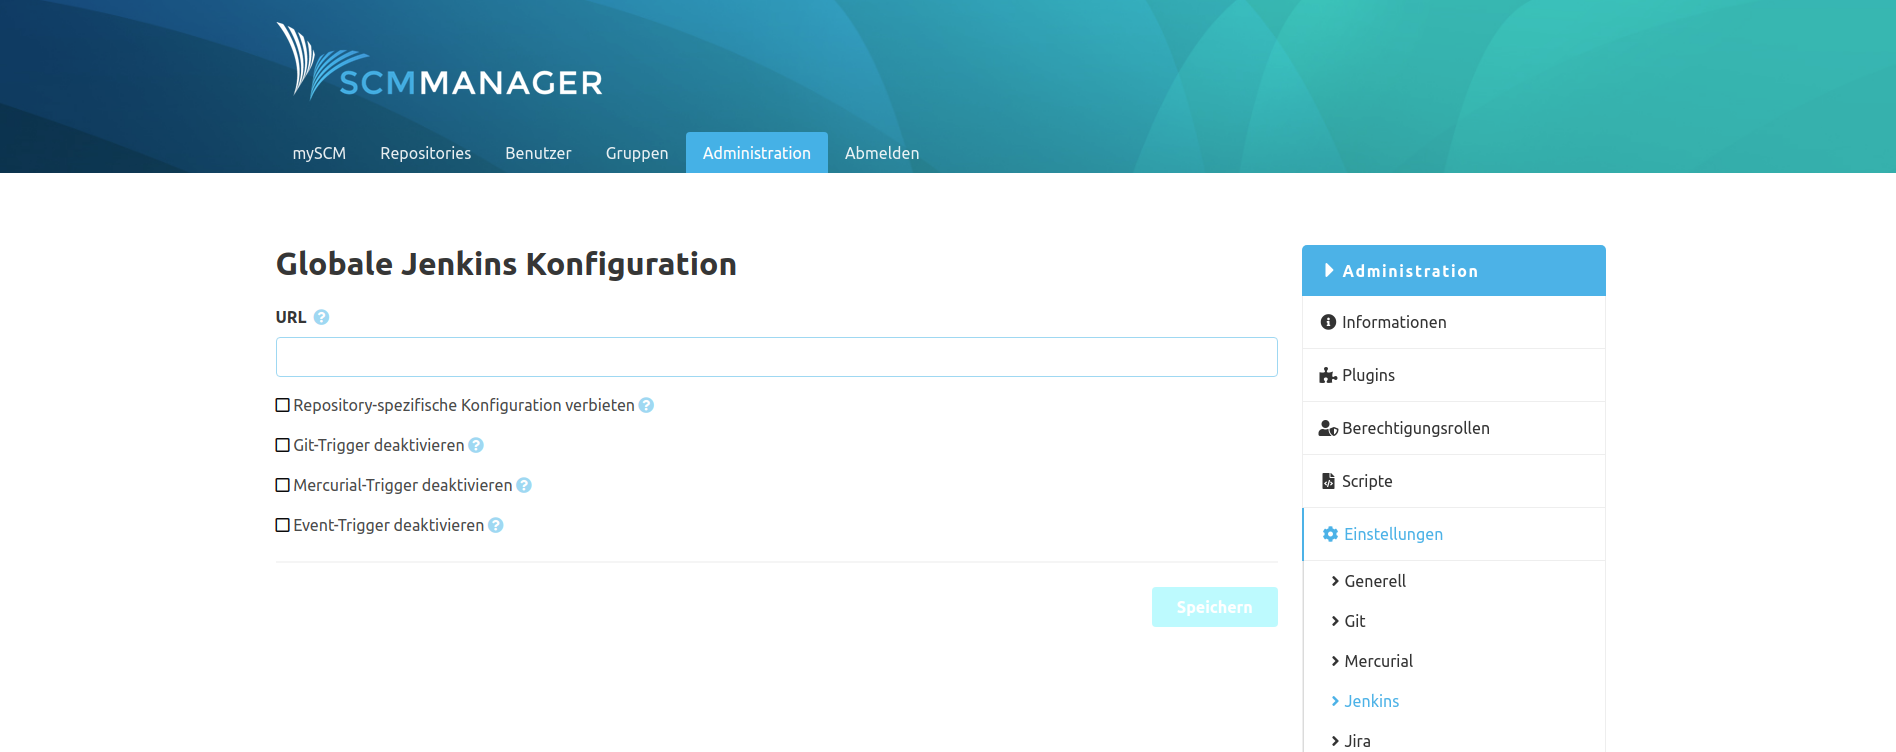 SCMMANAGER
mySCM Repositories Benutzer Gruppen Administration Abmelden
Globale Jenkins Konfiguration
URL ?
Repository-spezifische Konfiguration verbieten ?
Git-Trigger deaktivieren ?
Mercurial-Trigger deaktivieren ?
Event-Trigger deaktivieren ?
Speichern
Administration
Informationen
Plugins
Berechtigungsrollen
Scripte
Einstellungen
Generell
Git
Mercurial
Jenkins
Jira